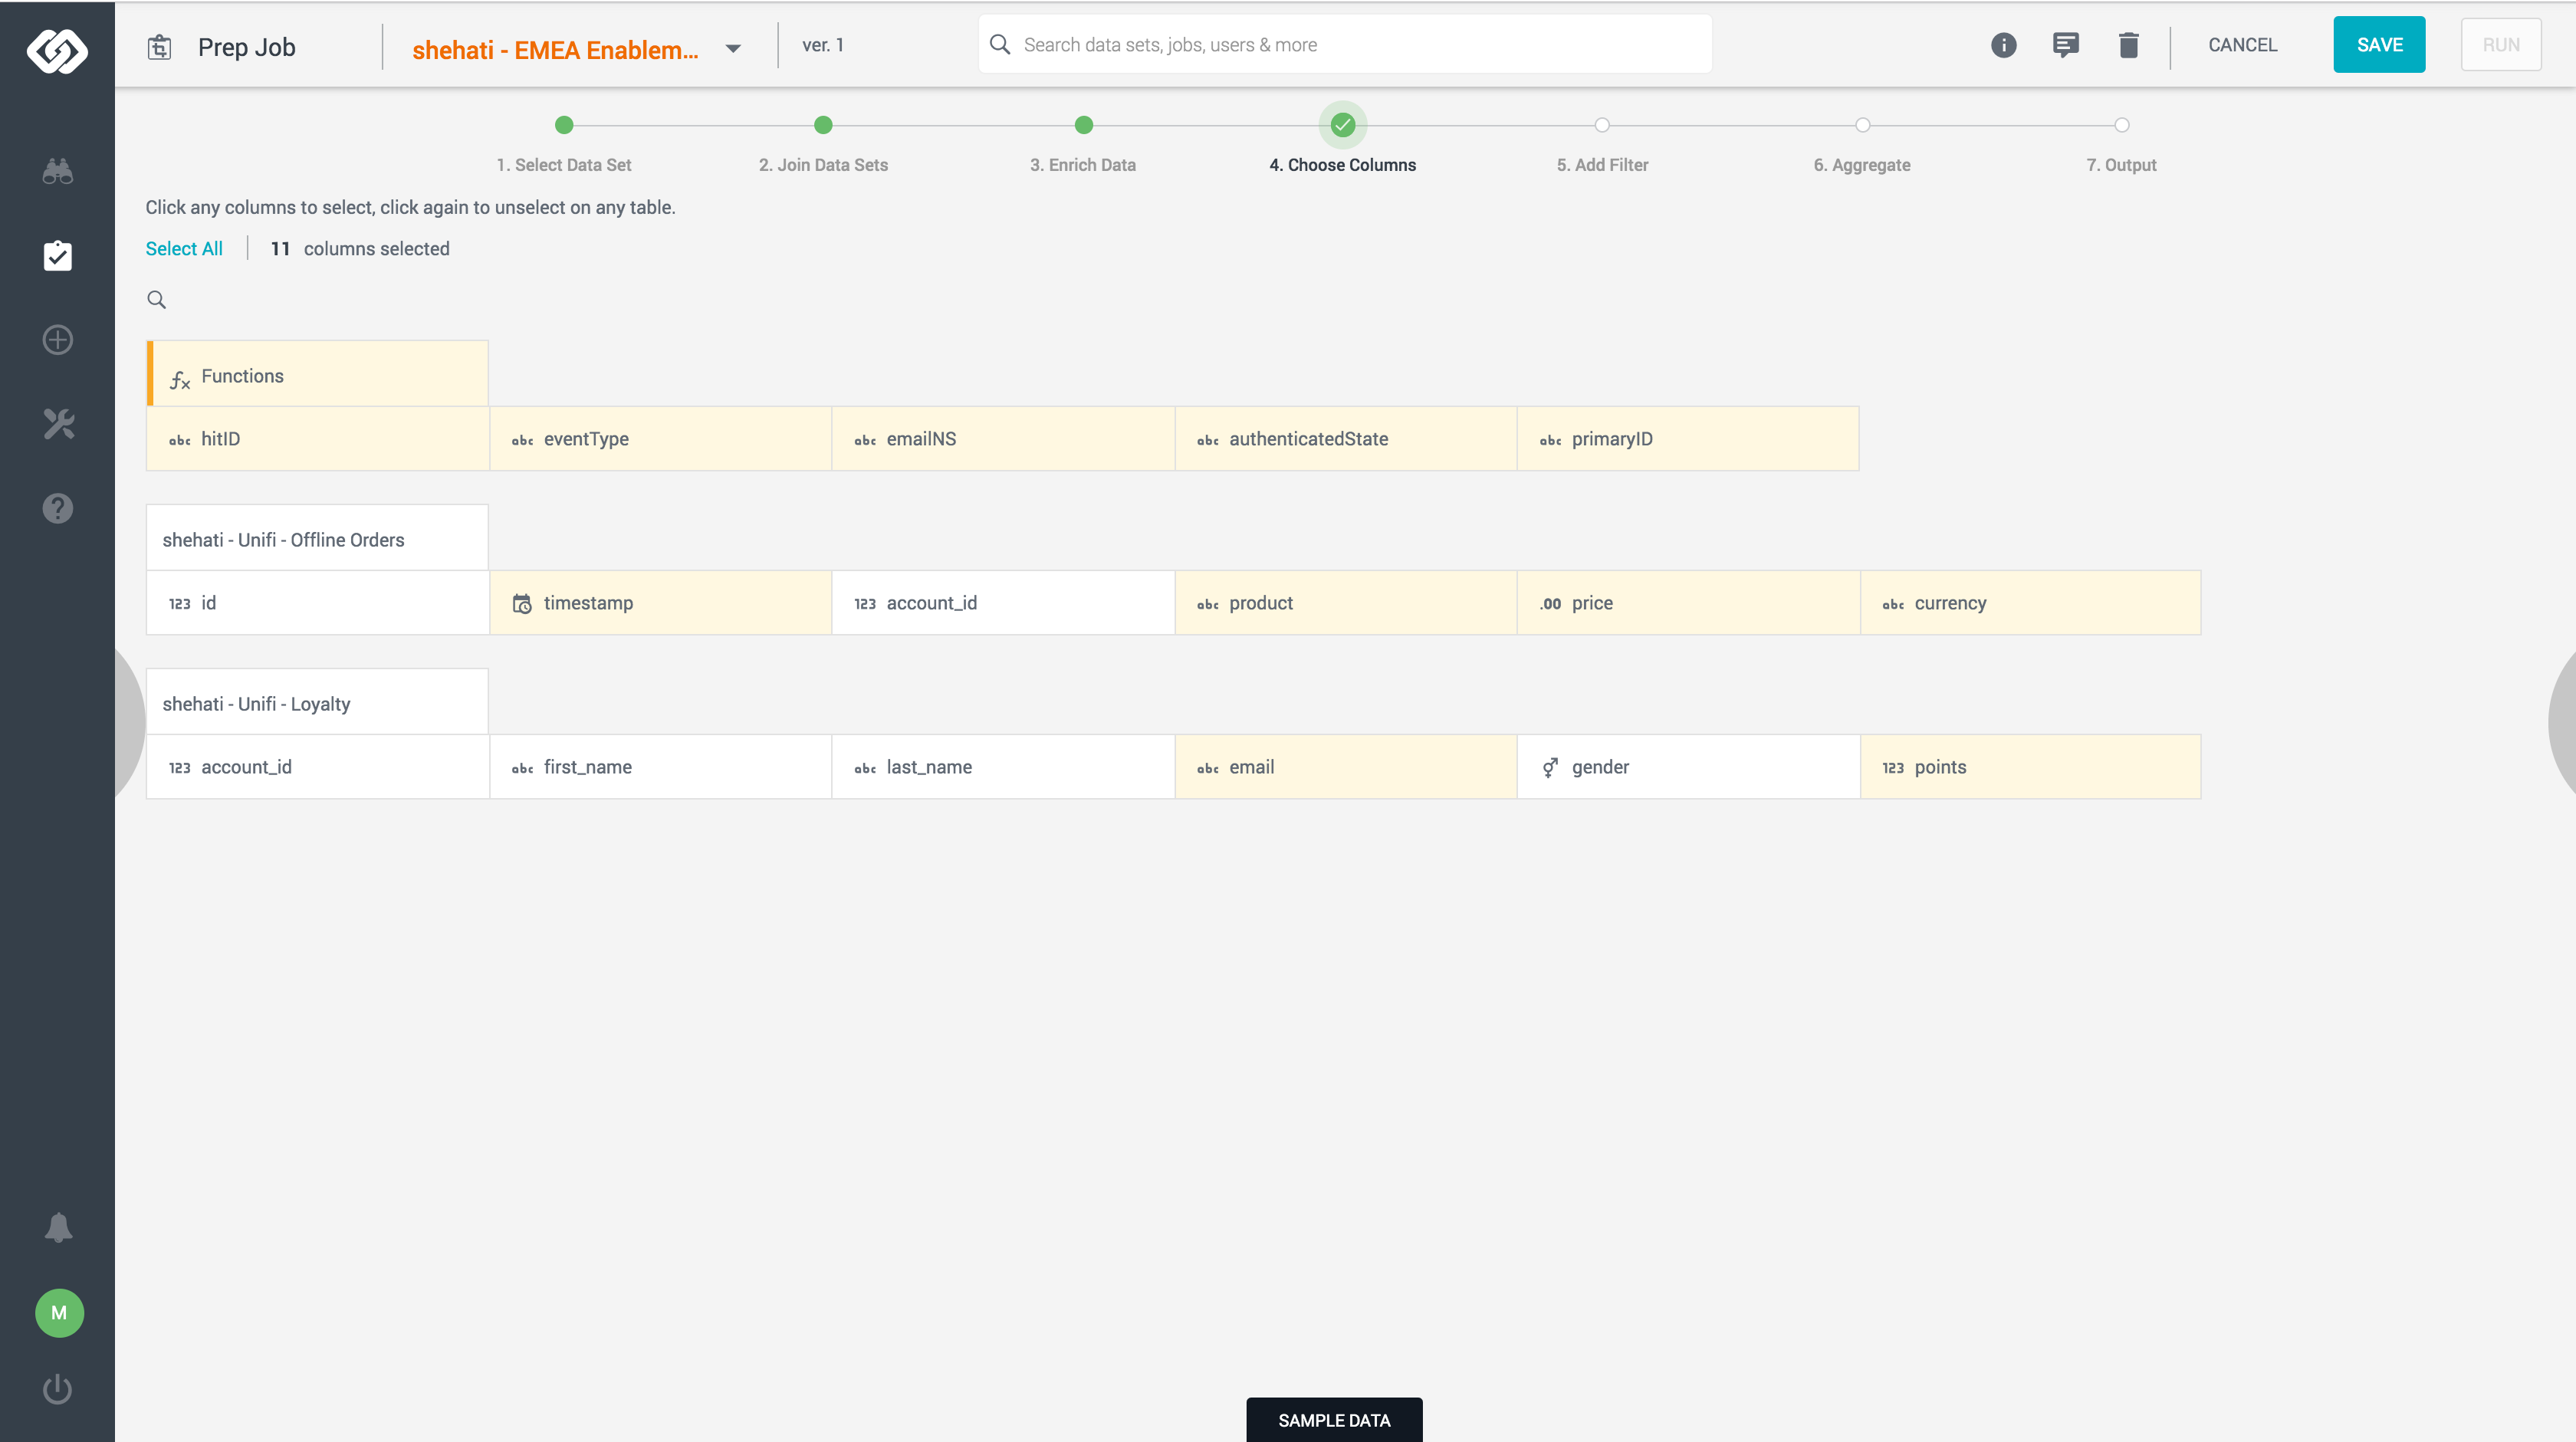 Prep Job
shehati - EMEA Enablem...
ver. 1
Search data sets, jobs, users & more
CANCEL
SAVE
RUN
1. Select Data Set
2. Join Data Sets
3. Enrich Data
4. Choose Columns
5. Add Filter
6. Aggregate
7. Output
Click any columns to select, click again to unselect on any table.
Select All
11 columns selected
fx Functions
abc hitID
abc eventType
abc emailNS
abc authenticatedState
abc primaryID
shehati - Unifi - Offline Orders
123 id
timestamp
123 account_id
abc product
.00 price
abc currency
shehati - Unifi - Loyalty
123 account_id
abc first_name
abc last_name
abc email
gender
123 points
M
SAMPLE DATA